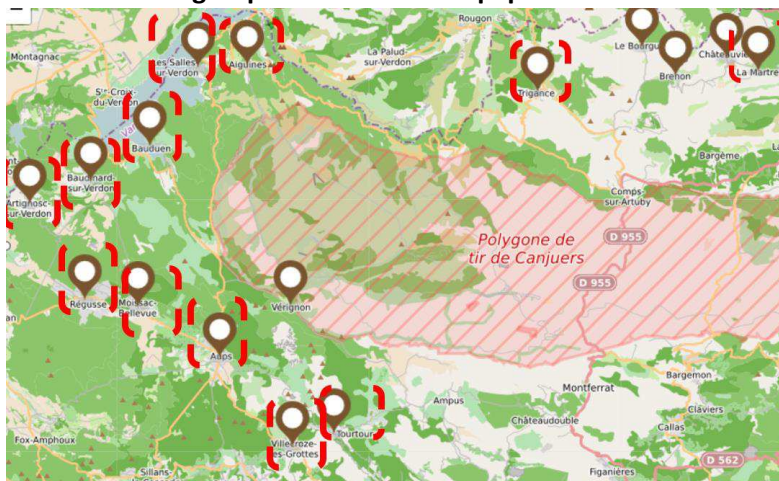 Rougon
Montagnac
Les Salles
-sur-Verdon
Aiguines
La Palud-
sur-Verdon
Le Bourgu
Châteauvie
Brenon
La Martre
Trigance
Ste-Croix-
du-Verdon
Bauduen
Bargème
Baudinard-
sur-Verdon
Artignosc-
sur-Verdon
Comps-
sur-Artuby
D 955
Polygone de
tir de Canjuers
D 955
Régusse
Moissac-
Bellevue
Vérignon
Aups
Bargemon
Montferrat
Ampus
Claviers
Châteaudouble
Callas
Tourtour
Villecroze-
les-Grottes
Fox-Amphoux
Sillans-
Figanières
D 562